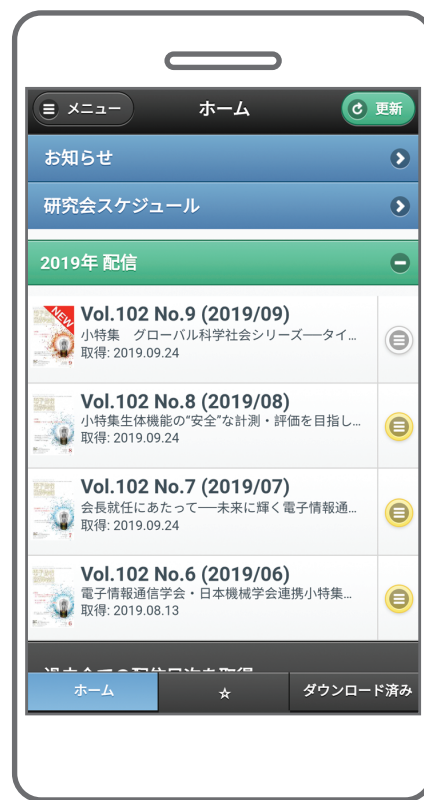 メニュー
ホーム
更新
お知らせ
研究会スケジュール
2019年 配信
NEW
Vol.102 No.9 (2019/09)
小特集 グローバル科学社会シリーズ──タイ...
取得: 2019.09.24
Vol.102 No.8 (2019/08)
小特集生体機能の“安全”な計測・評価を目指し...
取得: 2019.09.24
Vol.102 No.7 (2019/07)
会長就任にあたって──未来に輝く電子情報通...
取得: 2019.09.24
Vol.102 No.6 (2019/06)
電子情報通信学会・日本機械学会連携小特集...
取得: 2019.08.13
ホーム
☆
ダウンロード済み